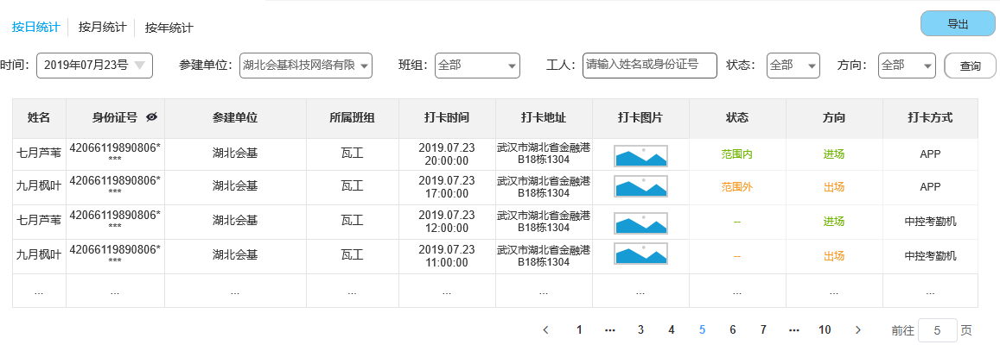 按日统计 按月统计 按年统计 导出
时间： 2019年07月23号 参建单位： 湖北会基科技网络有限 班组： 全部 工人： 请输入姓名或身份证号 状态： 全部 方向： 全部 查询
姓名 身份证号 参建单位 所属班组 打卡时间 打卡地址 打卡图片 状态 方向 打卡方式
七月芦苇 42066119890806* 湖北会基 瓦工 2019.07.23 武汉市湖北省金融港 范围内 进场 APP
*** 20:00:00 B18栋1304
九月枫叶 42066119890806* 湖北会基 瓦工 2019.07.23 武汉市湖北省金融港 范围外 出场 APP
*** 17:00:00 B18栋1304
七月芦苇 42066119890806* 湖北会基 瓦工 2019.07.23 武汉市湖北省金融港 -- 进场 中控考勤机
*** 12:00:00 B18栋1304
九月枫叶 42066119890806* 湖北会基 瓦工 2019.07.23 武汉市湖北省金融港 -- 出场 中控考勤机
*** 11:00:00 B18栋1304
... ... ... ... ... ... ... ... ... ...
< 1 ... 3 4 5 6 7 ... 10 > 前往 5 页